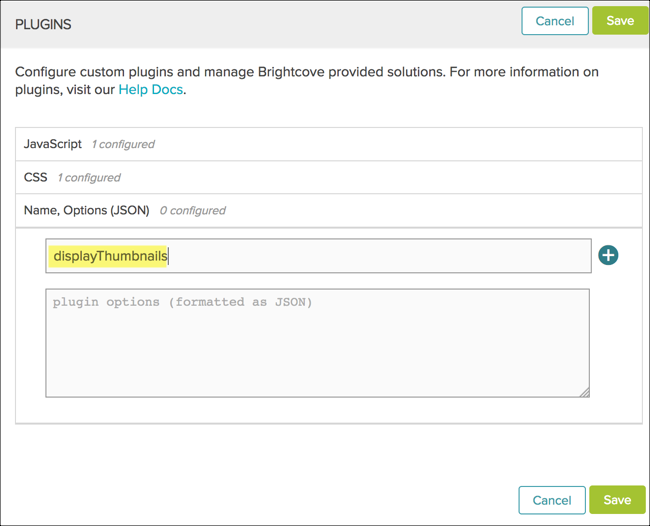 PLUGINS
Cancel
Save
Configure custom plugins and manage Brightcove provided solutions. For more information on
plugins, visit our Help Docs.
JavaScript 1 configured
CSS 1 configured
Name, Options (JSON) 0 configured
displayThumbnails
plugin options (formatted as JSON)
Cancel
Save